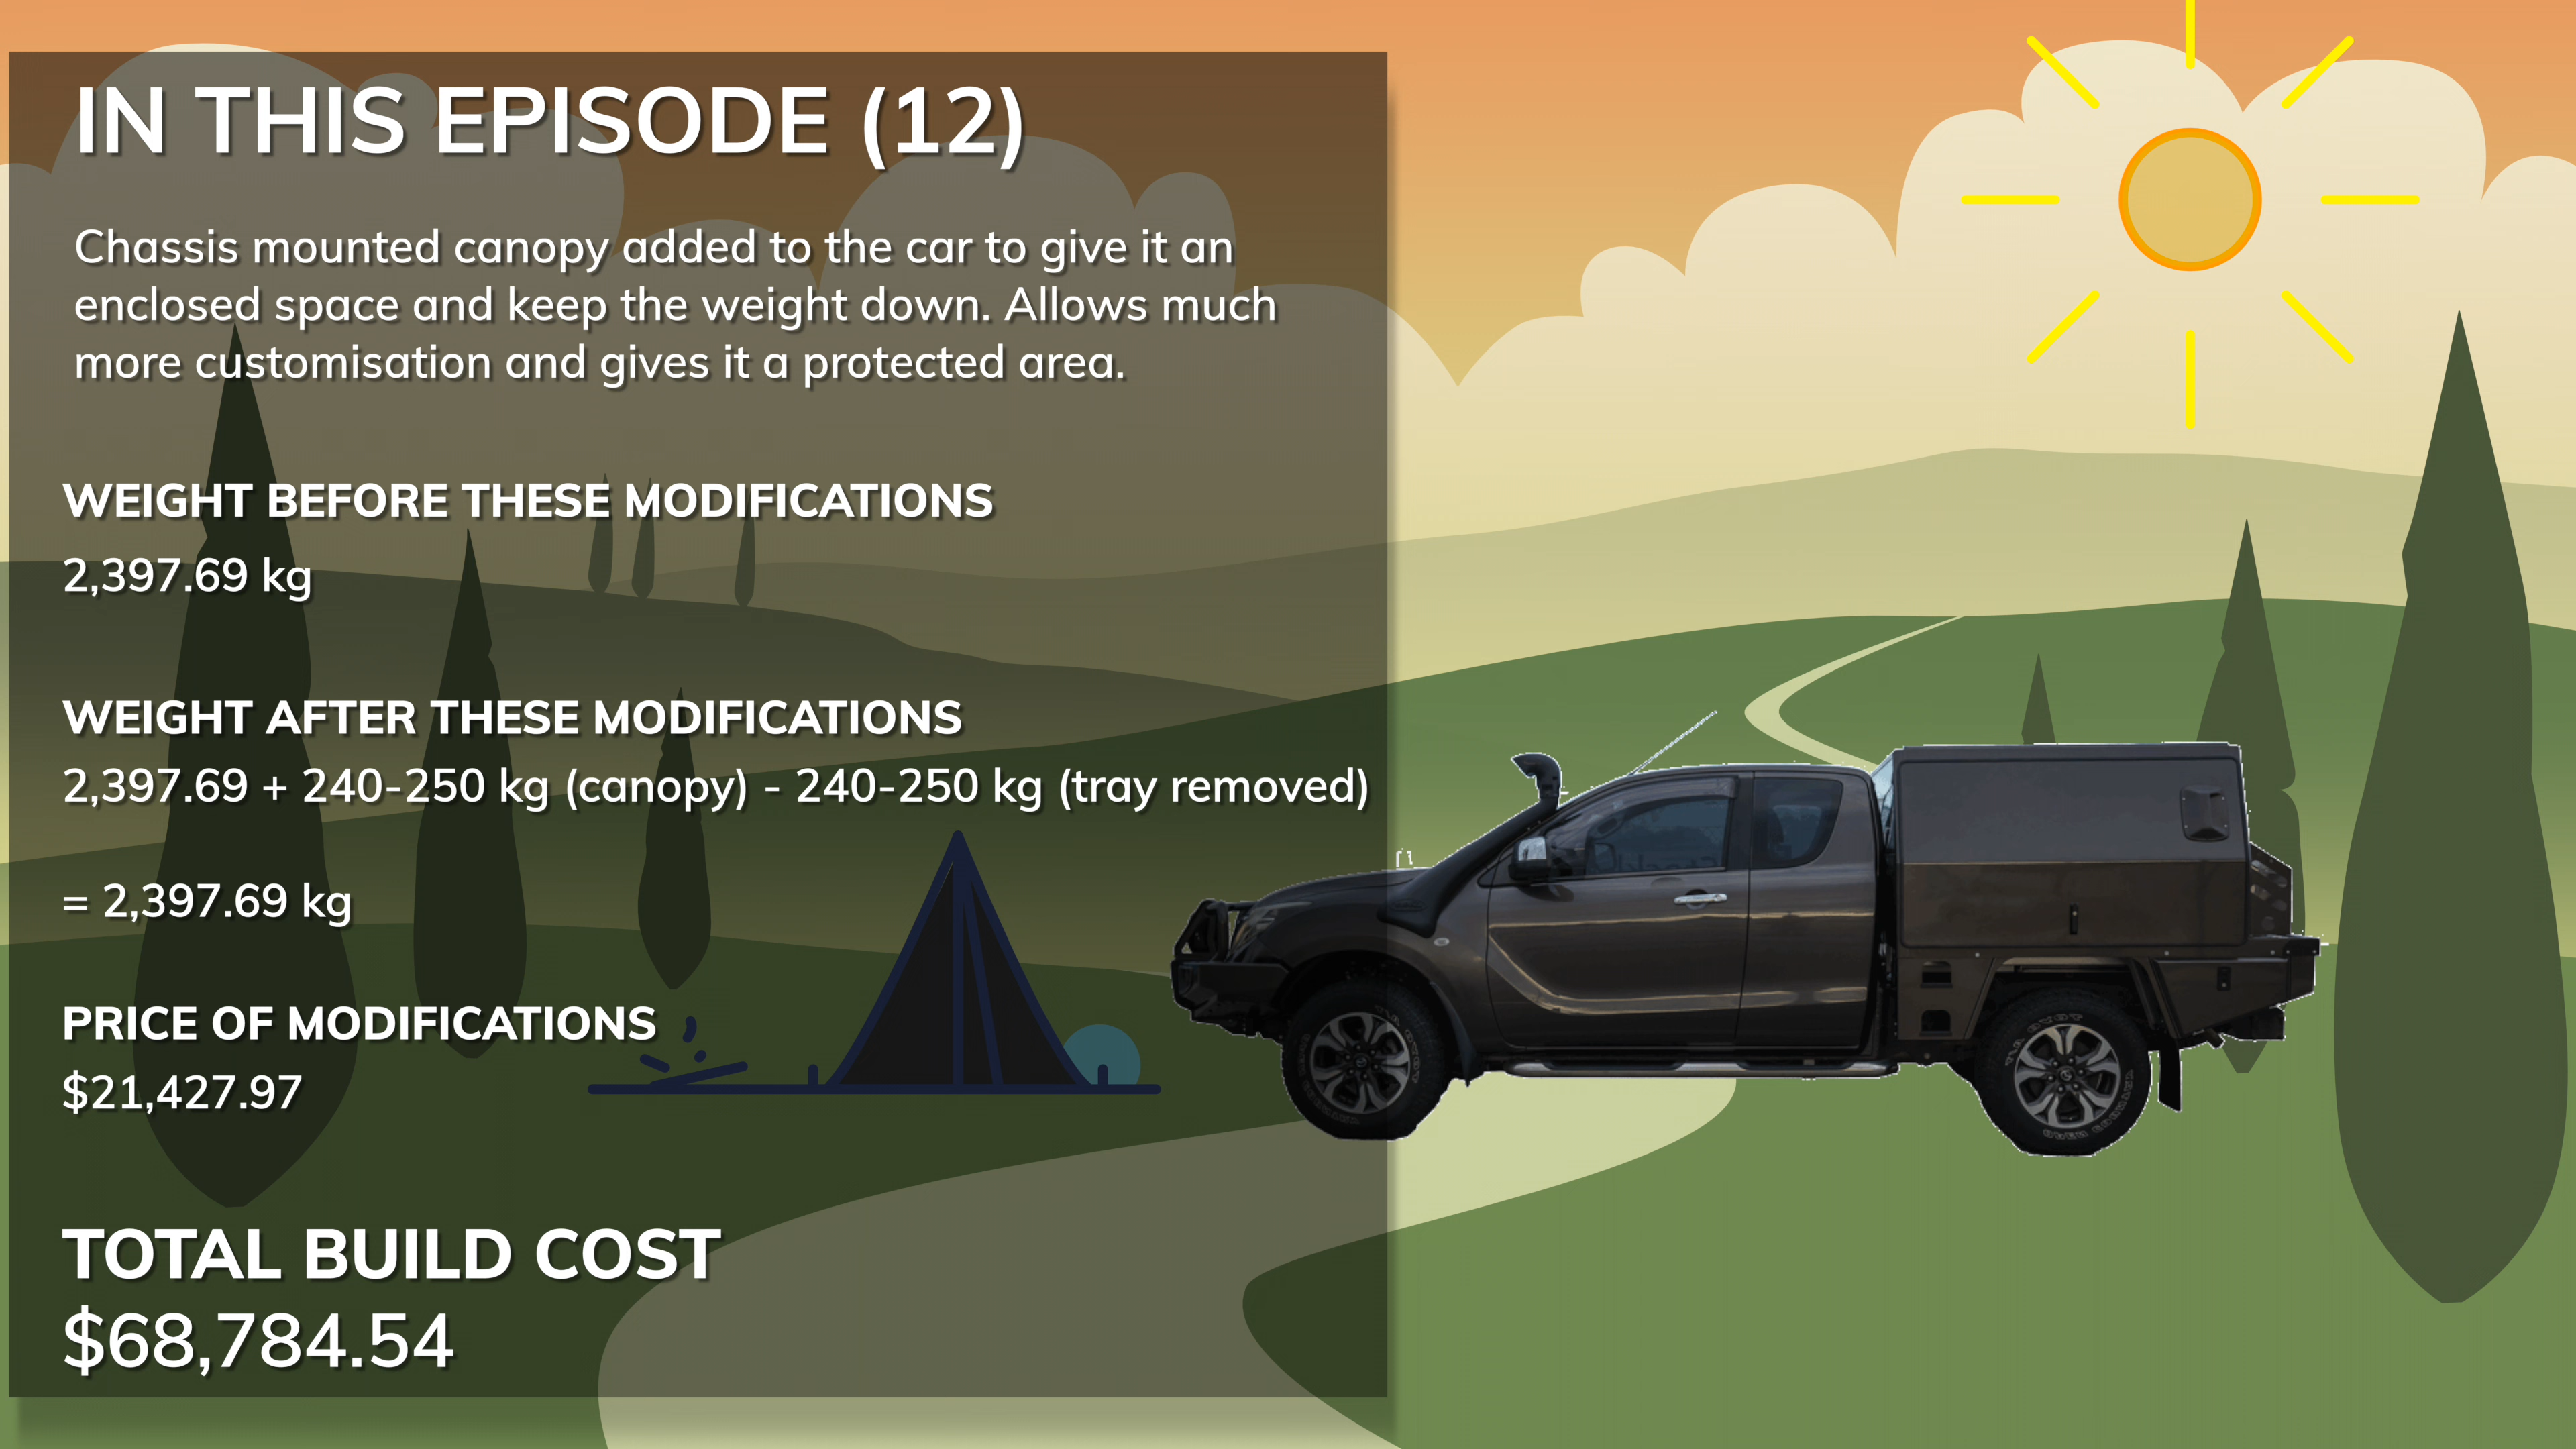 IN THIS EPISODE (12)
Chassis mounted canopy added to the car to give it an
enclosed space and keep the weight down. Allows much
more customisation and gives it a protected area.
WEIGHT BEFORE THESE MODIFICATIONS
2,397.69 kg
WEIGHT AFTER THESE MODIFICATIONS
2,397.69 + 240-250 kg (canopy) - 240-250 kg (tray removed)
= 2,397.69 kg
PRICE OF MODIFICATIONS
$21,427.97
TOTAL BUILD COST
$68,784.54